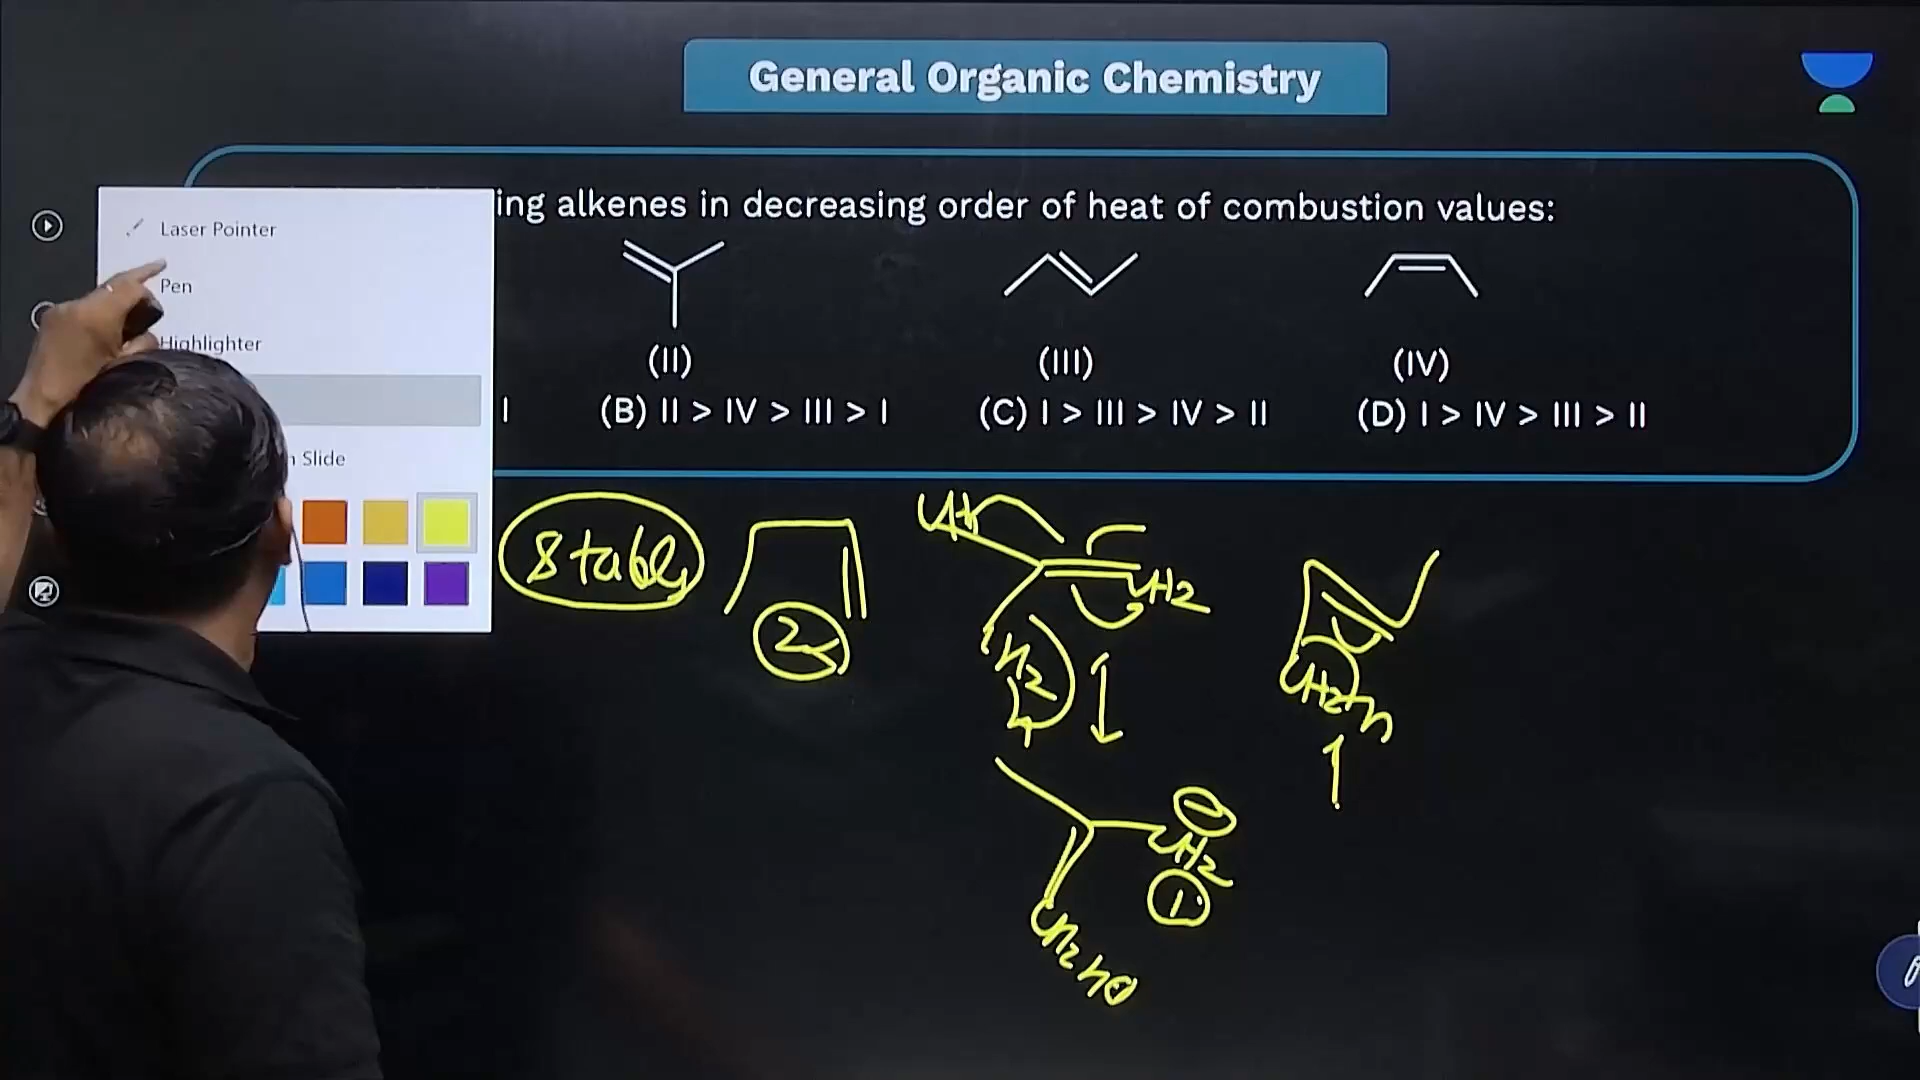 General Organic Chemistry
ing alkenes in decreasing order of heat of combustion values:
Laser Pointer
Pen
Highlighter
Slide
(II)
(III)
(IV)
I
(B) II > IV > III > I
(C) I > III > IV > II
(D) I > IV > III > II
2
CH2
CH2
1